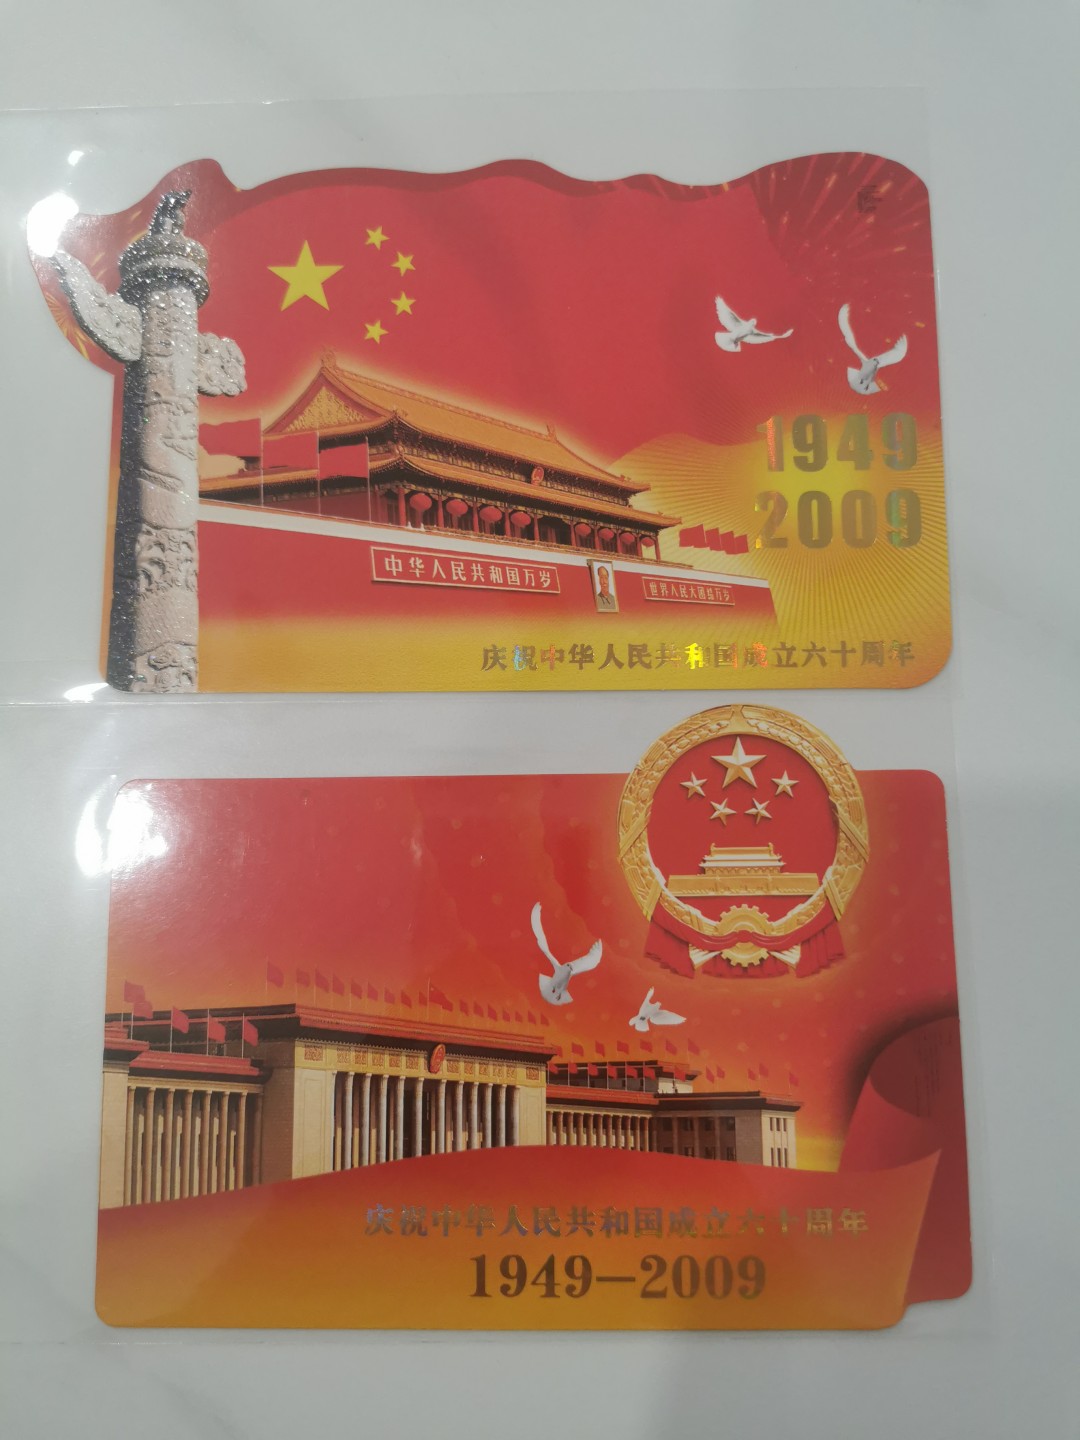 1949
2009
中华人民共和国万岁
世界人民大团结万岁
庆祝中华人民共和国成立六十周年
庆祝中华人民共和国成立六十周年
1949-2009